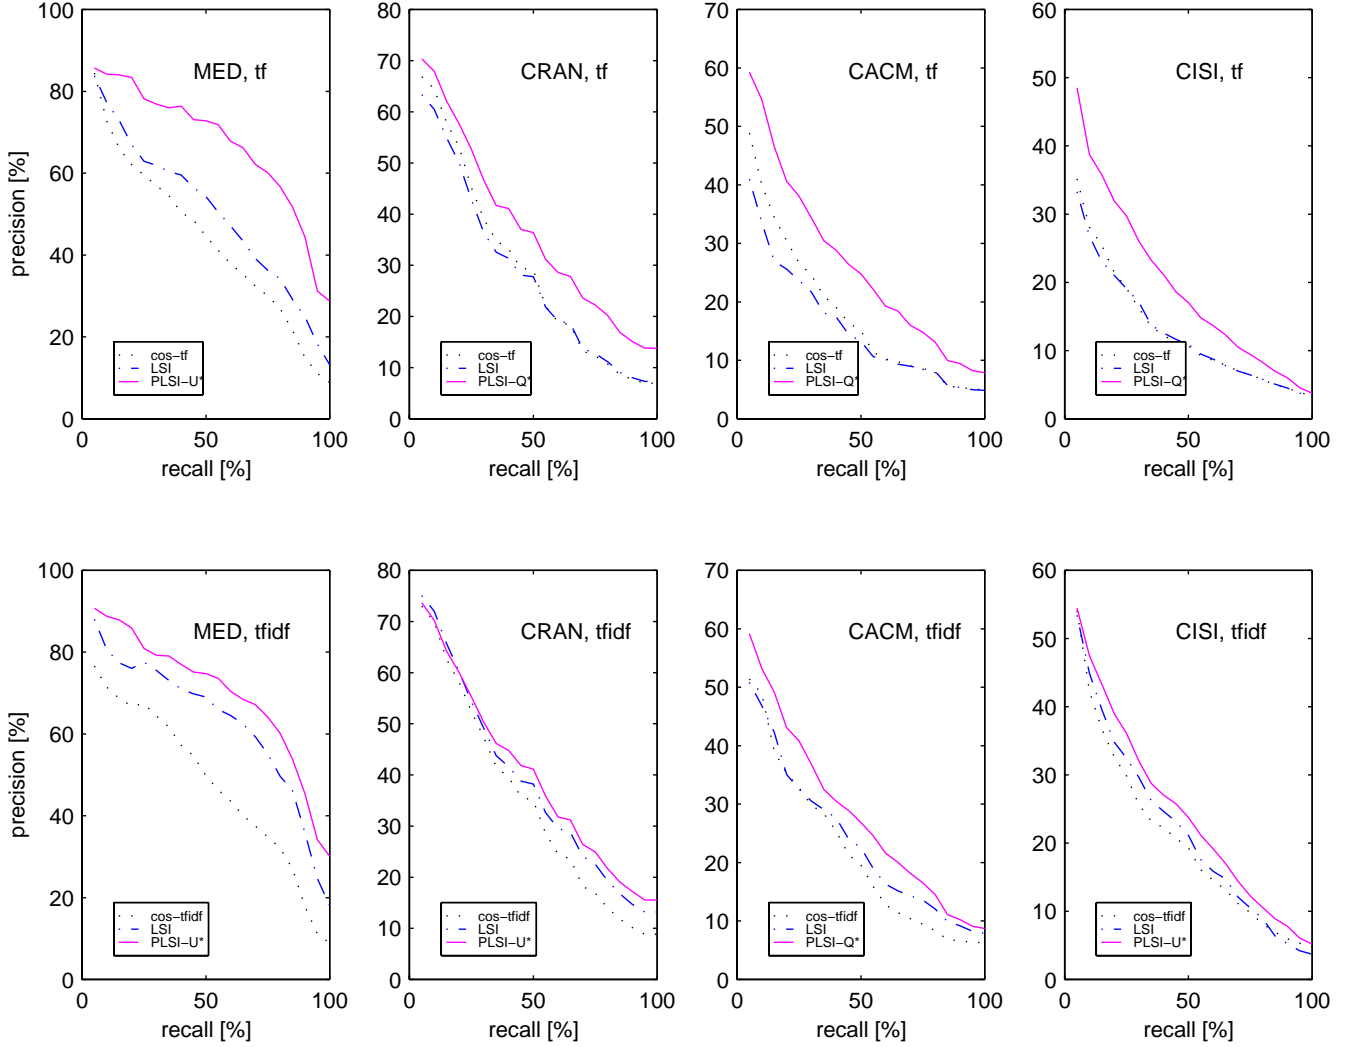 MED, tf
precision [%]
100
80
60
40
20
0
cos-tf
LSI
PLSI-U*
0 50 100
recall [%]
CRAN, tf
80
70
60
50
40
30
20
10
0
cos-tf
LSI
PLSI-Q*
0 50 100
recall [%]
CACM, tf
70
60
50
40
30
20
10
0
cos-tf
LSI
PLSI-Q*
0 50 100
recall [%]
CISI, tf
60
50
40
30
20
10
0
cos-tf
LSI
PLSI-Q*
0 50 100
recall [%]
MED, tfidf
precision [%]
100
80
60
40
20
0
cos-tfidf
LSI
PLSI-U*
0 50 100
recall [%]
CRAN, tfidf
80
70
60
50
40
30
20
10
0
cos-tfidf
LSI
PLSI-U*
0 50 100
recall [%]
CACM, tfidf
70
60
50
40
30
20
10
0
cos-tfidf
LSI
PLSI-Q*
0 50 100
recall [%]
CISI, tfidf
60
50
40
30
20
10
0
cos-tfidf
LSI
PLSI-U*
0 50 100
recall [%]